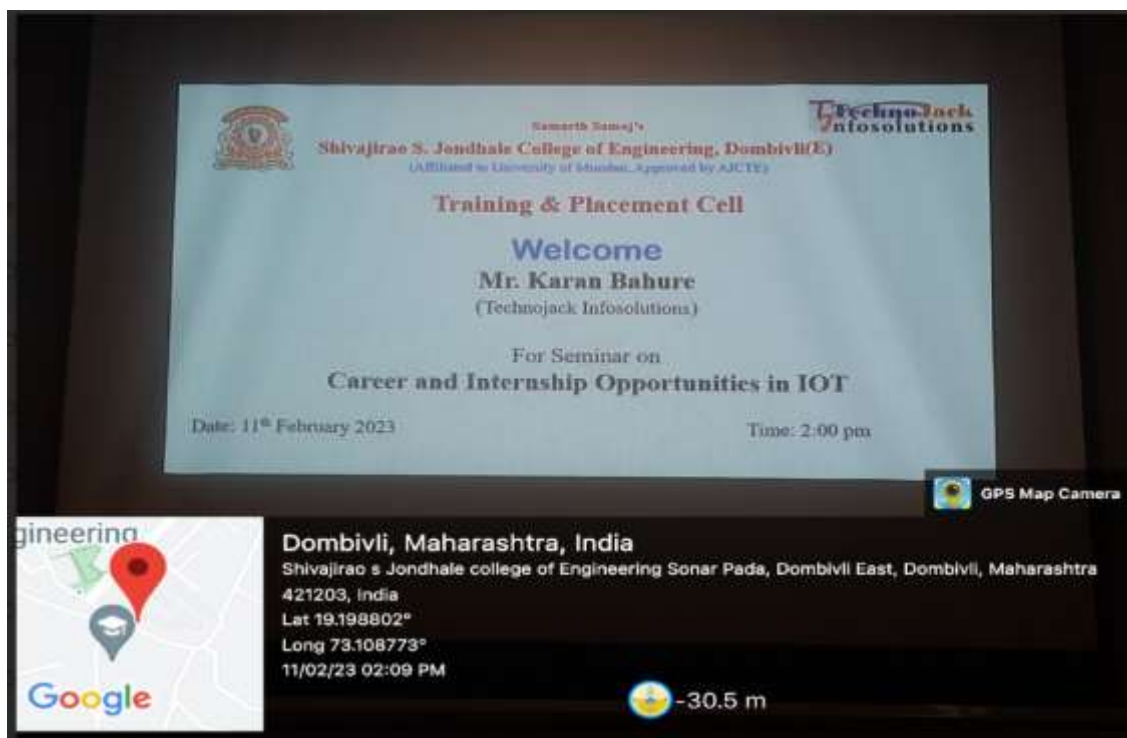 TechnoJack
Infosolutions
Samarth Samaj's
Shivajirao S. Jondhale College of Engineering, Dombivli(E)
(Affiliated to University of Mumbai, Approved by AICTE)
Training & Placement Cell
Welcome
Mr. Karan Bahure
(Technojack Infosolutions)
For Seminar on
Career and Internship Opportunities in IOT
Date: 11th February 2023
Time: 2:00 pm
GPS Map Camera
gineering
Google
Dombivli, Maharashtra, India
Shivajirao s Jondhale college of Engineering Sonar Pada, Dombivli East, Dombivli, Maharashtra
421203, India
Lat 19.198802°
Long 73.108773°
11/02/23 02:09 PM
-30.5 m